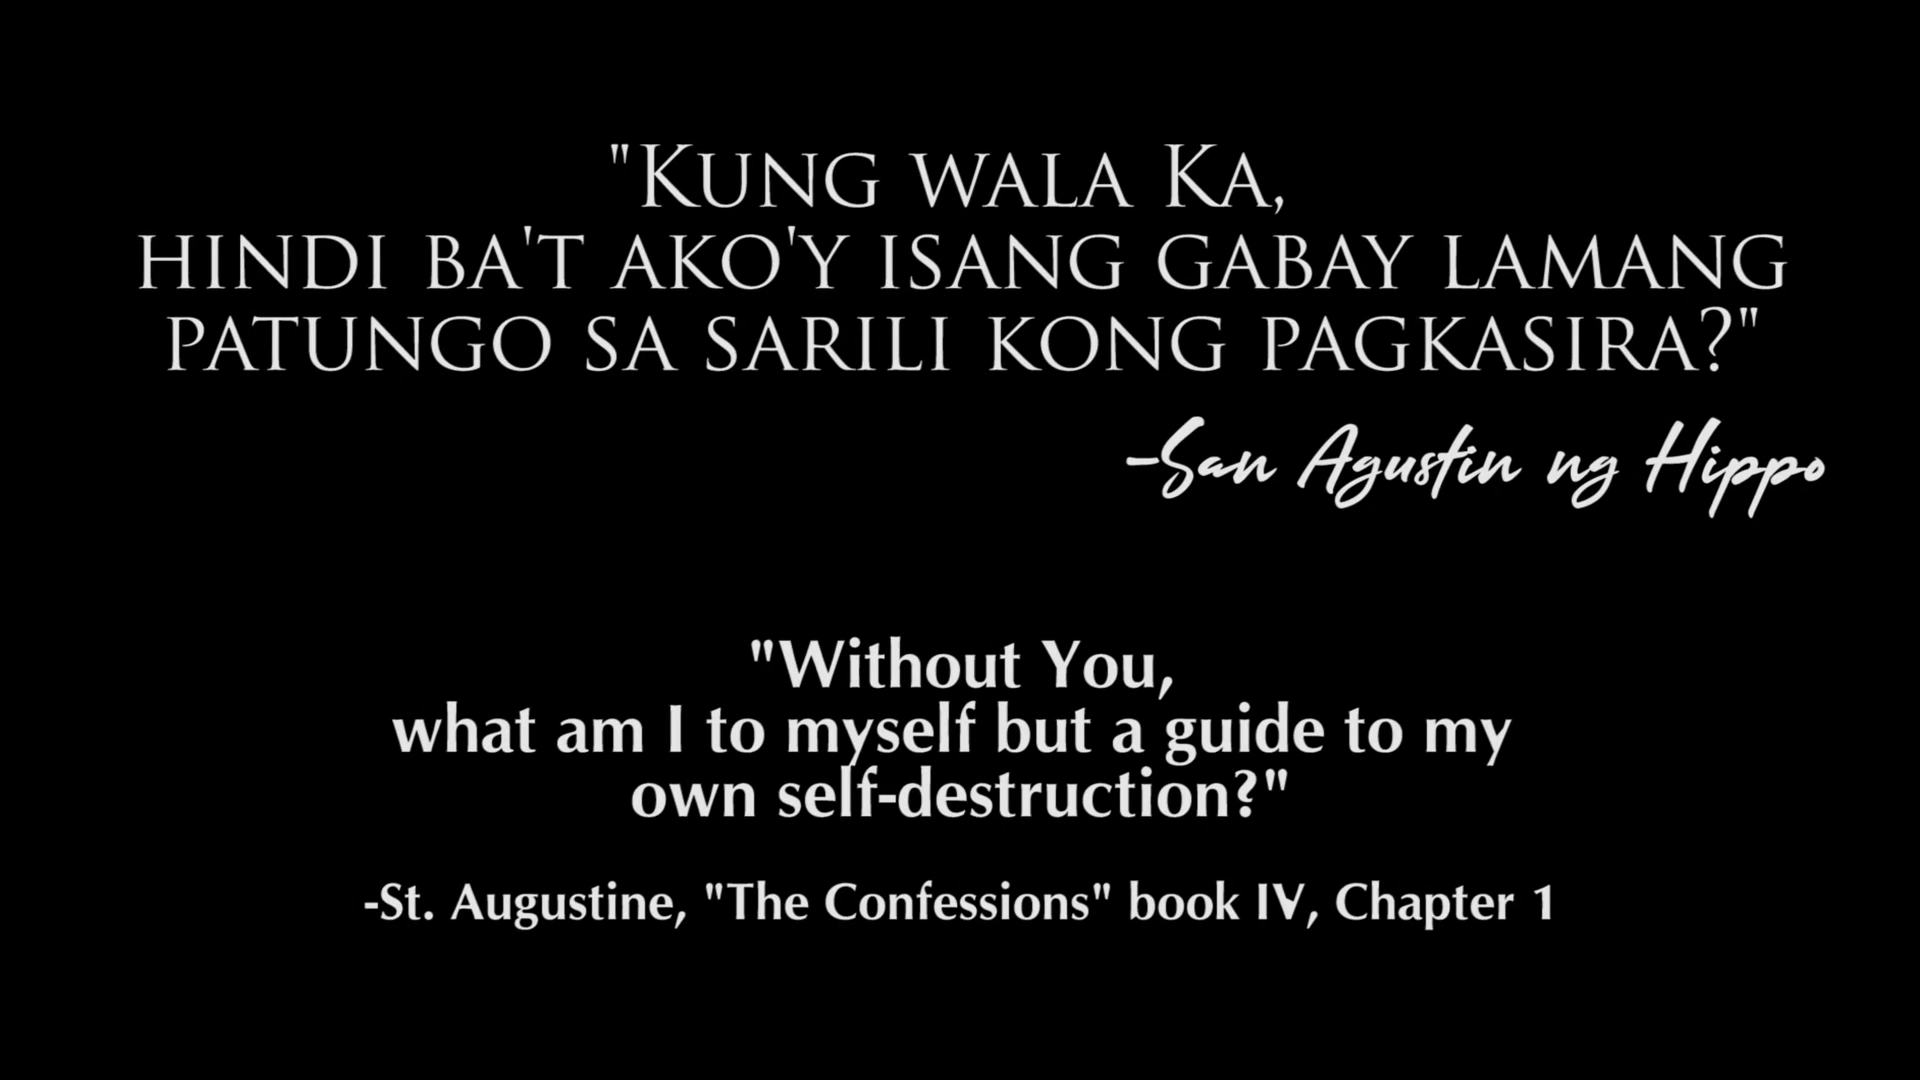 "Kung wala Ka,
hindi ba't ako'y isang gabay lamang
patungo sa sarili kong pagkasira?"
-San Agustin ng Hippo
"Without You,
what am I to myself but a guide to my
own self-destruction?"
-St. Augustine, "The Confessions" book IV, Chapter 1